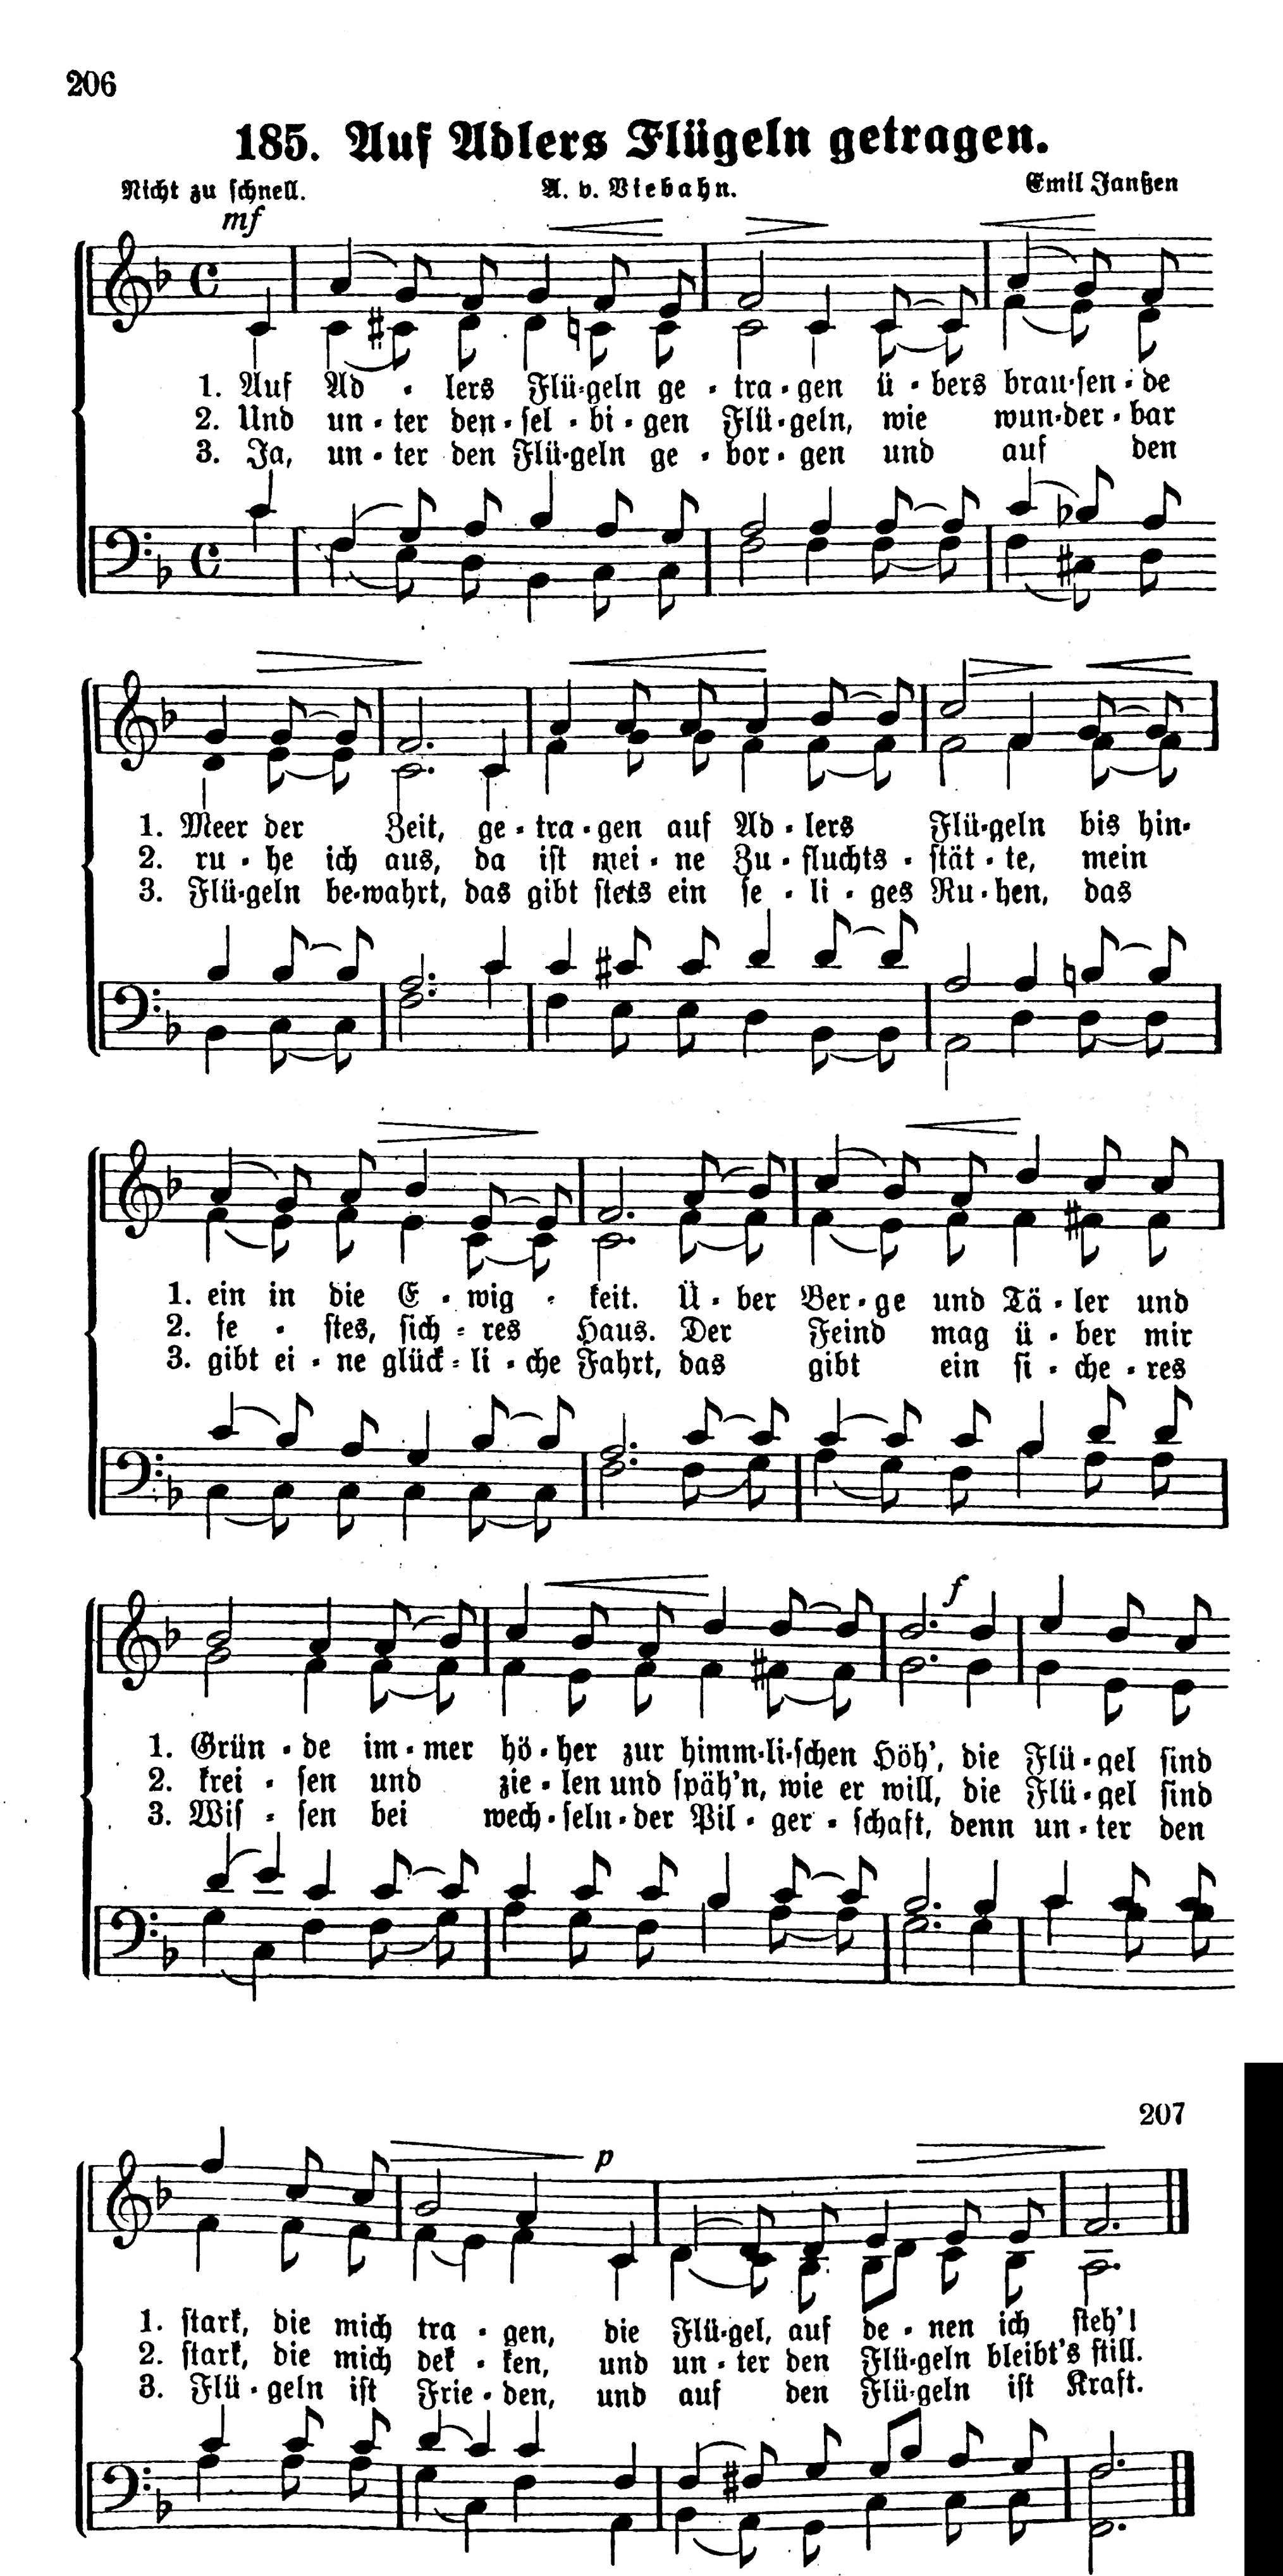 206
185. Auf Adlers Flügeln getragen.
Nicht zu schnell. A. v. Viebahn. Emil Janßen
mf
1. Auf Ad - lers Flü-geln ge - tra - gen ü - bers brau-sen-de
2. Und un - ter den-sel - bi - gen Flü-geln, wie wun-der-bar
3. Ja, un - ter den Flü-geln ge - bor - gen und auf den
1. Meer der Zeit, ge - tra - gen auf Ad - lers Flü-geln bis hin-
2. ru - he ich aus, da ist mei - ne Zu - fluchts - stät - te, mein
3. Flü-geln be-wahrt, das gibt stets ein se - li - ges Ru-hen, das
1. ein in die E - wig - keit. Ü - ber Ber-ge und Tä - ler und
2. fe - stes, sich - res Haus. Der Feind mag ü - ber mir
3. gibt ei - ne glück - li - che Fahrt, das gibt ein si - che - res
f
1. Grün - de im-mer hö-her zur himm-li-schen Höh', die Flü-gel sind
2. krei - sen und zie - len und späh'n, wie er will, die Flü-gel sind
3. Wis - sen bei wech-seln-der Pil - ger - schaft, denn un - ter den
207
p
1. stark, die mich tra - gen, die Flü-gel, auf de - nen ich steh'!
2. stark, die mich dek - ken, und un - ter den Flü-geln bleibt's still.
3. Flü - geln ist Frie - den, und auf den Flü-geln ist Kraft.